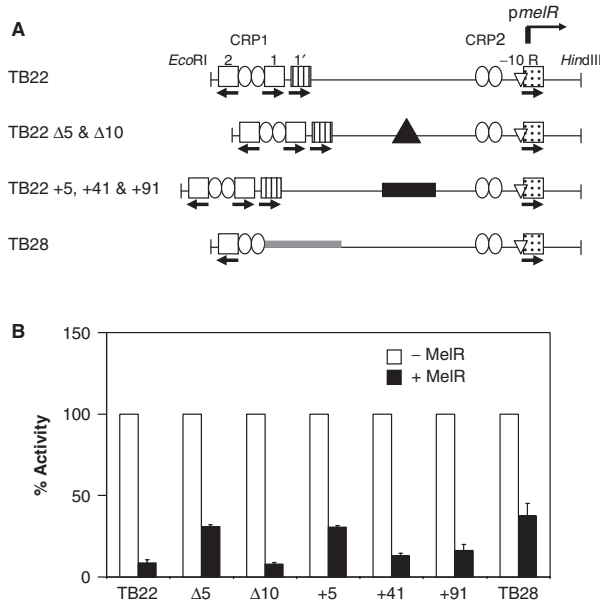 A
pmelR
CRP1
CRP2
EcoRI 2 1 1′ −10 R HindIII
TB22
TB22 Δ5 & Δ10
TB22 +5, +41 & +91
TB28
B
150
− MelR
+ MelR
100
% Activity
50
0
TB22 Δ5 Δ10 +5 +41 +91 TB28